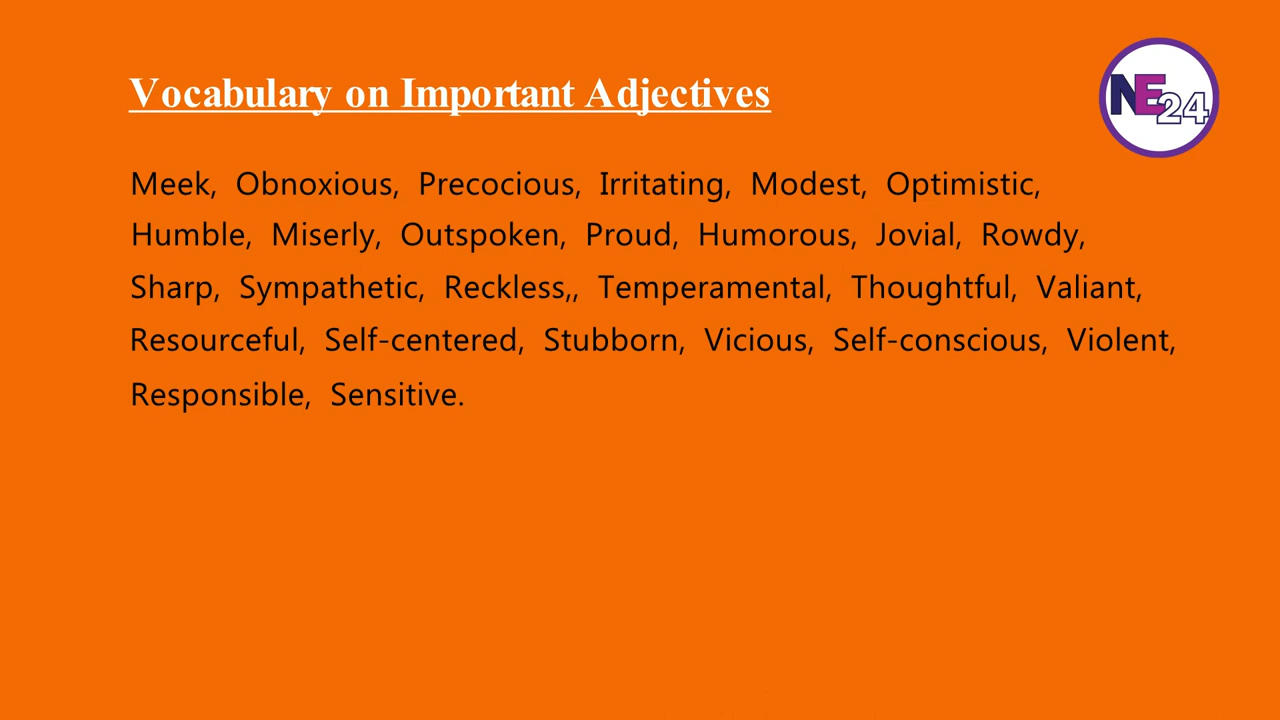 Vocabulary on Important Adjectives
NE24
Meek, Obnoxious, Precocious, Irritating, Modest, Optimistic,
Humble, Miserly, Outspoken, Proud, Humorous, Jovial, Rowdy,
Sharp, Sympathetic, Reckless,, Temperamental, Thoughtful, Valiant,
Resourceful, Self-centered, Stubborn, Vicious, Self-conscious, Violent,
Responsible, Sensitive.